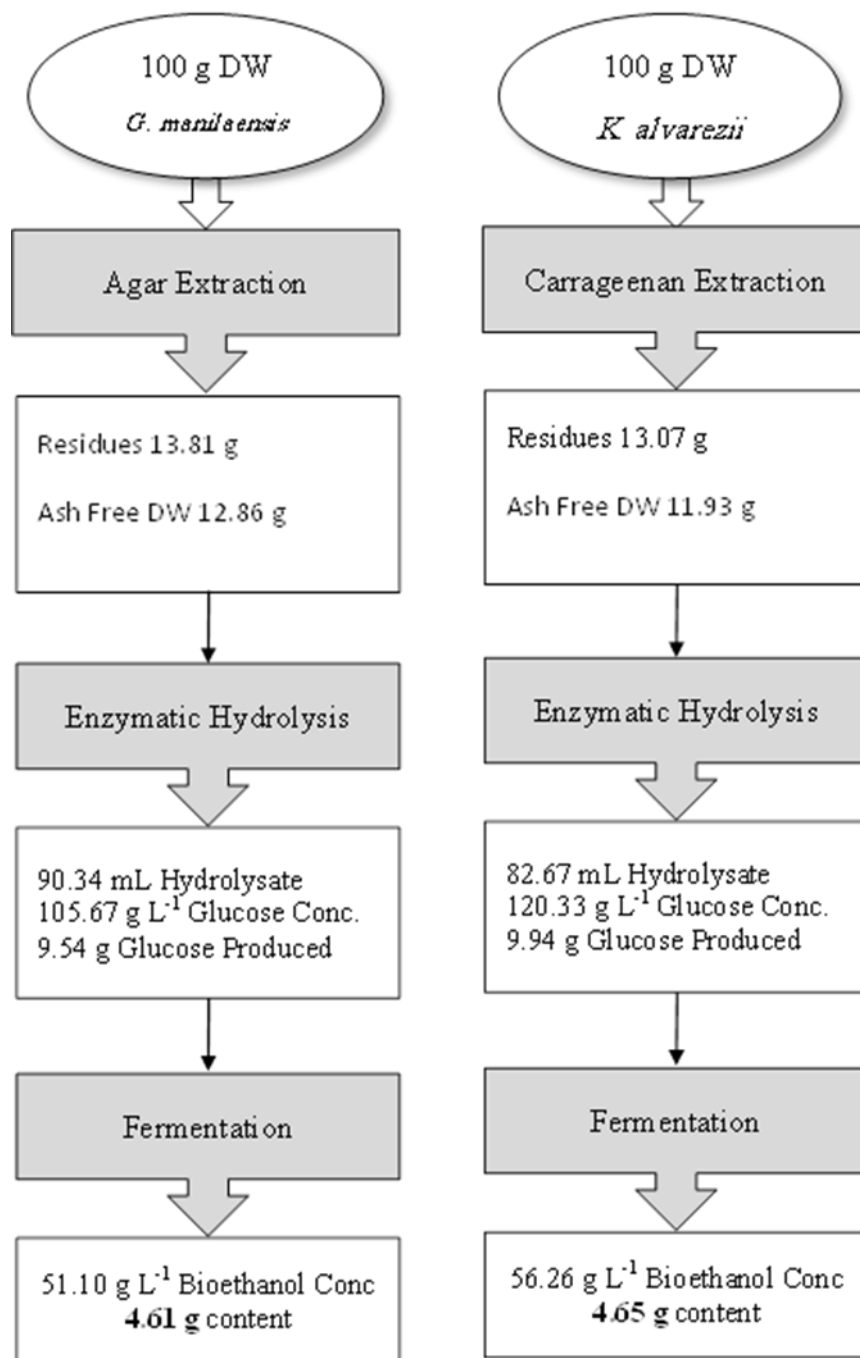 100 g DW
G. manilaensis
Agar Extraction
Residues 13.81 g
Ash Free DW 12.86 g
Enzymatic Hydrolysis
90.34 mL Hydrolysate
105.67 g L⁻¹ Glucose Conc.
9.54 g Glucose Produced
Fermentation
51.10 g L⁻¹ Bioethanol Conc
4.61 g content
100 g DW
K alvarezii
Carrageenan Extraction
Residues 13.07 g
Ash Free DW 11.93 g
Enzymatic Hydrolysis
82.67 mL Hydrolysate
120.33 g L⁻¹ Glucose Conc.
9.94 g Glucose Produced
Fermentation
56.26 g L⁻¹ Bioethanol Conc
4.65 g content